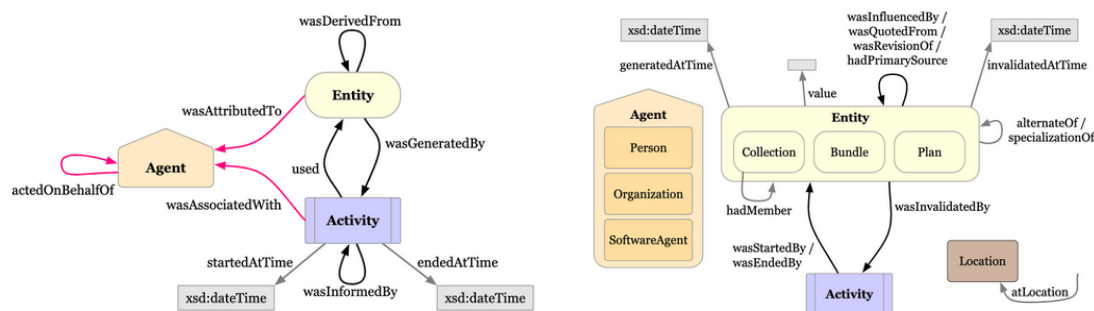 wasDerivedFrom
Entity
wasAttributedTo
wasGeneratedBy
Agent
used
actedOnBehalfOf
wasAssociatedWith
Activity
startedAtTime
endedAtTime
wasInformedBy
xsd:dateTime
xsd:dateTime
wasInfluencedBy /
wasQuotedFrom /
wasRevisionOf /
hadPrimarySource
xsd:dateTime
xsd:dateTime
generatedAtTime
invalidatedAtTime
value
Agent
Person
Organization
SoftwareAgent
Entity
Collection
Bundle
Plan
alternateOf /
specializationOf
hadMember
wasInvalidatedBy
wasStartedBy /
wasEndedBy
Activity
Location
atLocation